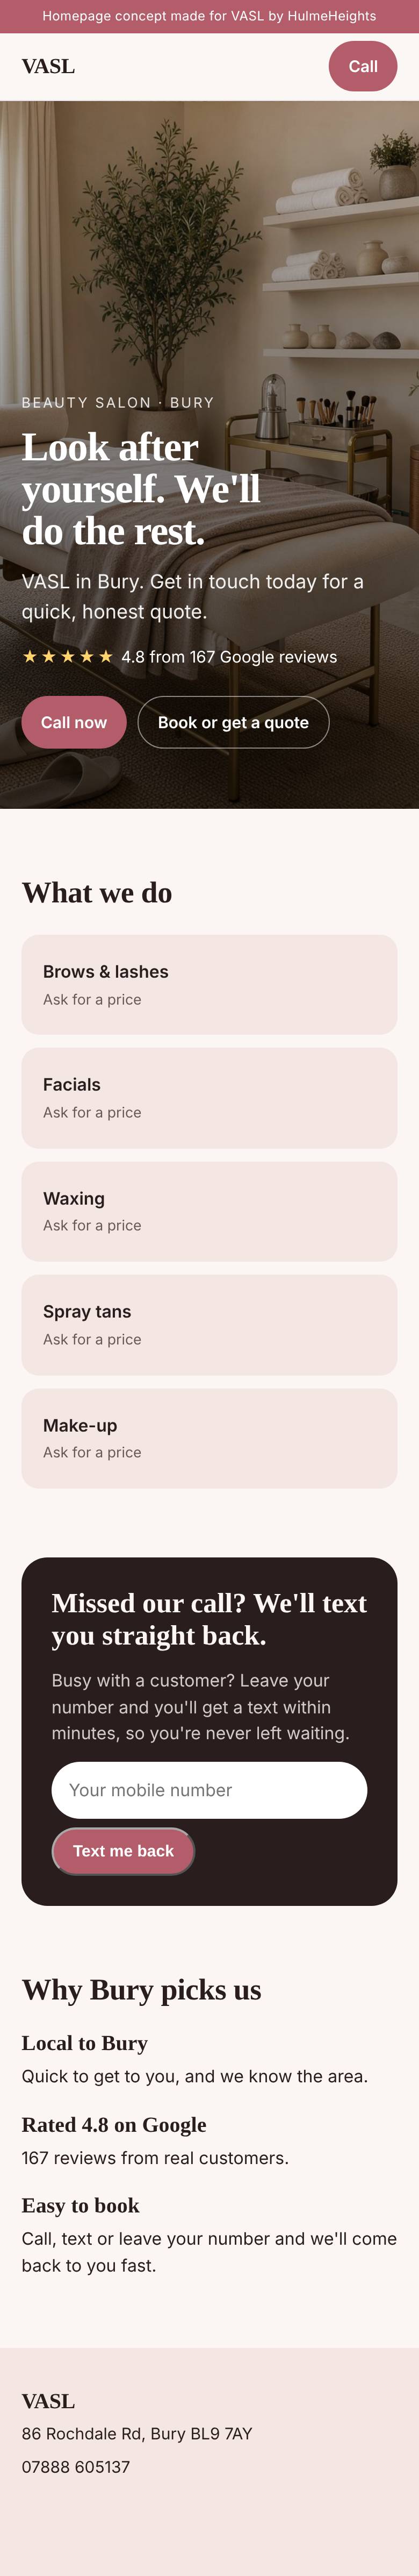 Homepage concept made for VASL by HulmeHeights
VASL
Call
BEAUTY SALON · BURY
Look after
yourself. We'll
do the rest.
VASL in Bury. Get in touch today for a
quick, honest quote.
★★★★★ 4.8 from 167 Google reviews
Call now
Book or get a quote
What we do
Brows & lashes
Ask for a price
Facials
Ask for a price
Waxing
Ask for a price
Spray tans
Ask for a price
Make-up
Ask for a price
Missed our call? We'll text
you straight back.
Busy with a customer? Leave your
number and you'll get a text within
minutes, so you're never left waiting.
Your mobile number
Text me back
Why Bury picks us
Local to Bury
Quick to get to you, and we know the area.
Rated 4.8 on Google
167 reviews from real customers.
Easy to book
Call, text or leave your number and we'll come
back to you fast.
VASL
86 Rochdale Rd, Bury BL9 7AY
07888 605137